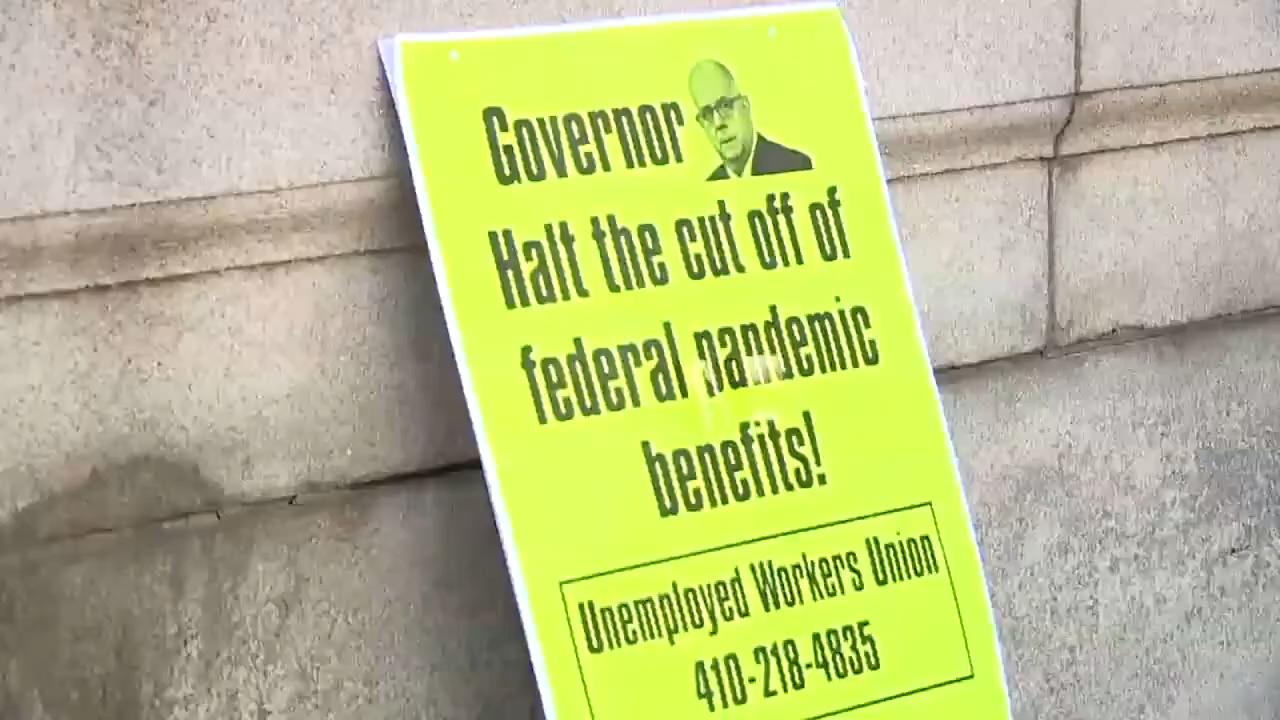 Governor
Halt the cut off of
federal pandemic
benefits!
Unemployed Workers Union
410-218-4835